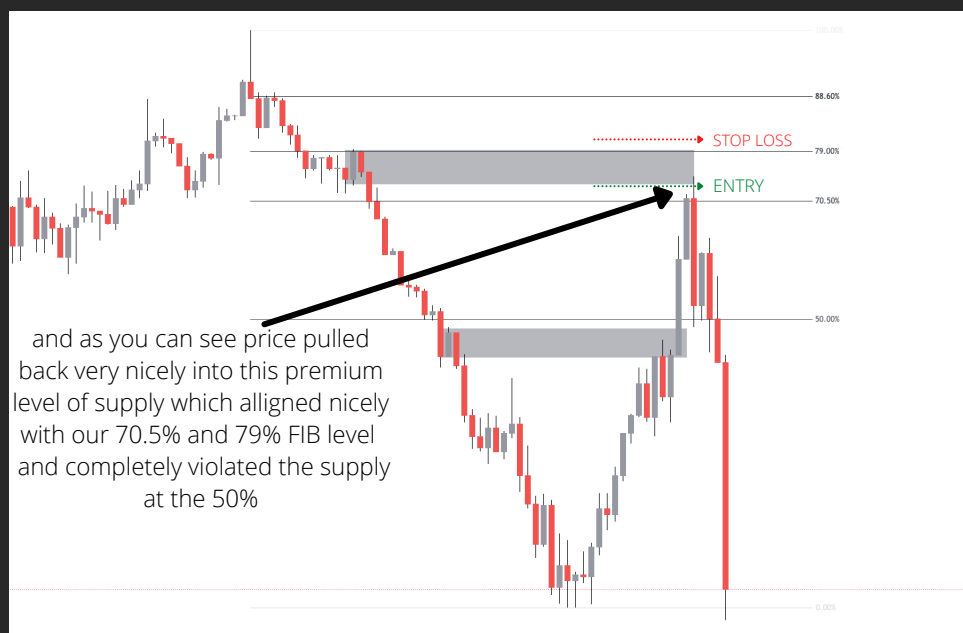 100.00%
88.60%
STOP LOSS
79.00%
ENTRY
70.50%
50.00%
and as you can see price pulled
back very nicely into this premium
level of supply which alligned nicely
with our 70.5% and 79% FIB level
and completely violated the supply
at the 50%
0.00%